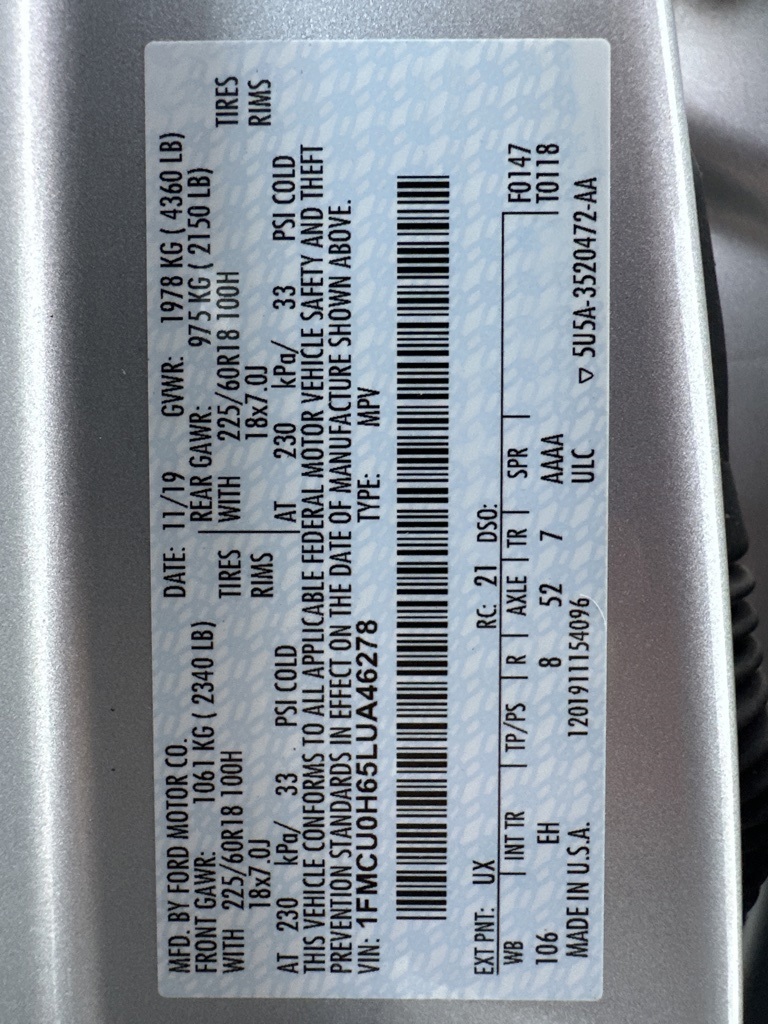 MFD. BY FORD MOTOR CO. DATE: 11/19 GVWR: 1978 KG ( 4360 LB)
FRONT GAWR: 1061 KG ( 2340 LB) REAR GAWR: 975 KG ( 2150 LB)
WITH 225/60R18 100H TIRES WITH 225/60R18 100H TIRES
18x7.0J RIMS 18x7.0J RIMS
AT 230 kPa/ 33 PSI COLD AT 230 kPa/ 33 PSI COLD
THIS VEHICLE CONFORMS TO ALL APPLICABLE FEDERAL MOTOR VEHICLE SAFETY AND THEFT
PREVENTION STANDARDS IN EFFECT ON THE DATE OF MANUFACTURE SHOWN ABOVE.
VIN: 1FMCU0H65LUA46278 TYPE: MPV
EXT PNT: UX RC: 21 DSO:
WB INT TR TP/PS R AXLE TR SPR F0147
106 EH 8 52 7 AAAA T0118
MADE IN U.S.A. 1201911154096 ULC ▽ 5U5A-3520472-AA